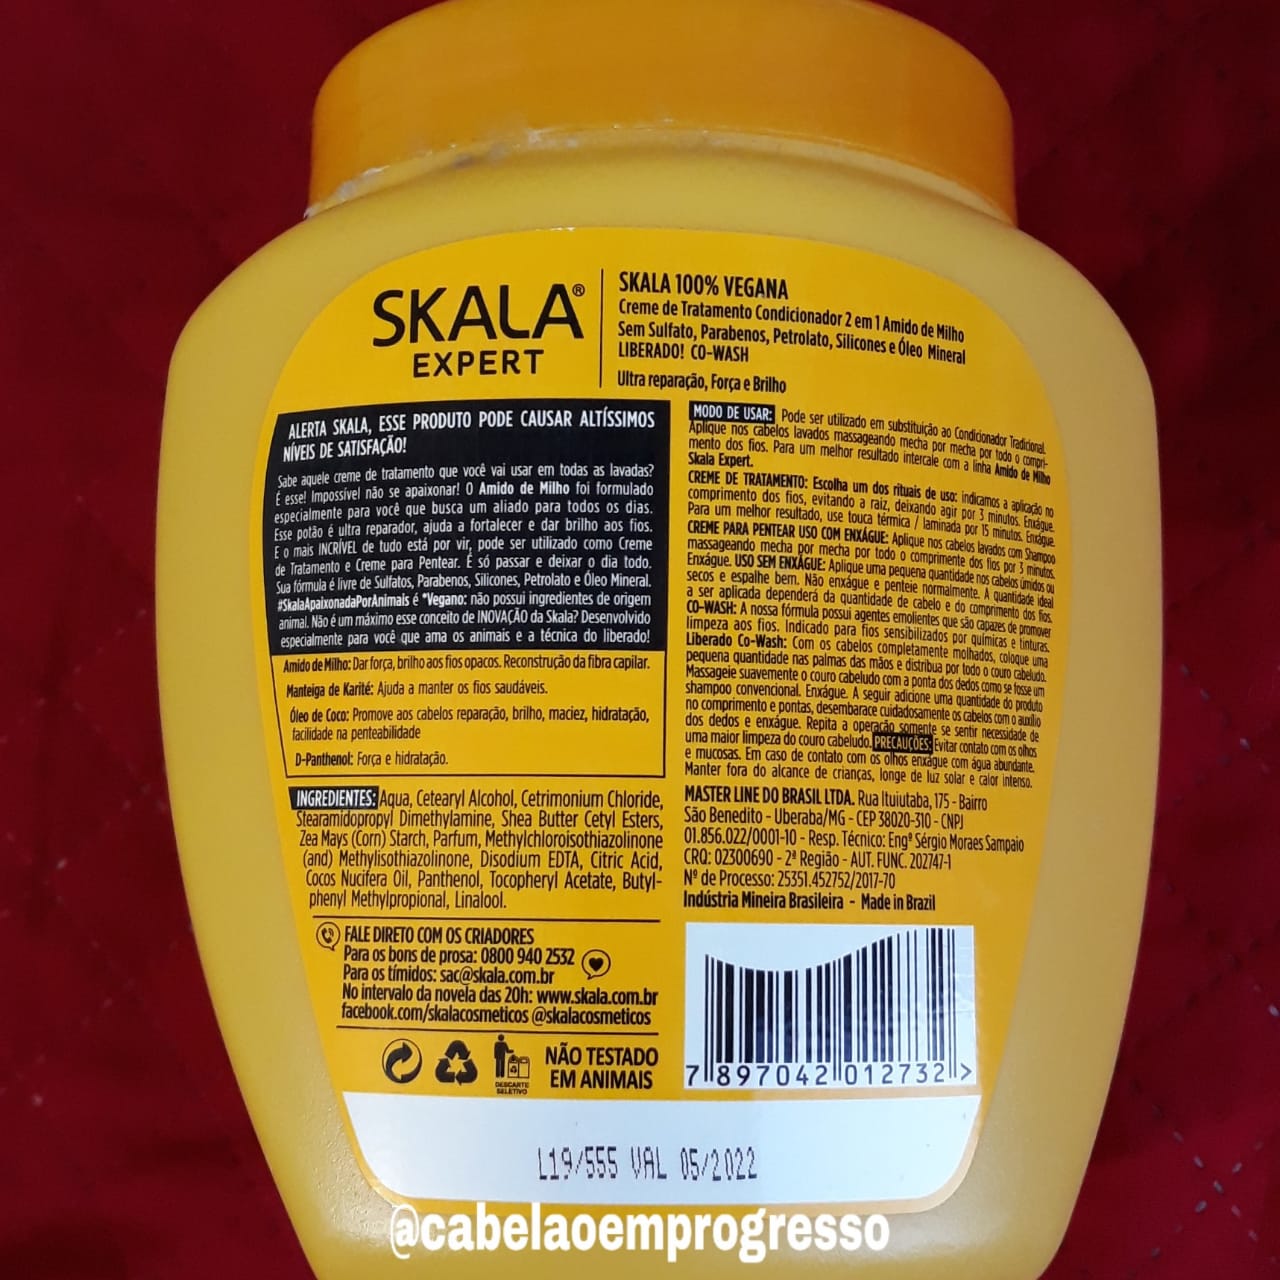 SKALA®
EXPERT
SKALA 100% VEGANA
Creme de Tratamento Condicionador 2 em 1 Amido de Milho
Sem Sulfato, Parabenos, Petrolato, Silicones e Óleo Mineral
LIBERADO! CO-WASH
Ultra reparação, Força e Brilho
ALERTA SKALA, ESSE PRODUTO PODE CAUSAR ALTÍSSIMOS
NÍVEIS DE SATISFAÇÃO!
Sabe aquele creme de tratamento que você vai usar em todas as lavadas?
É esse! Impossível não se apaixonar! O Amido de Milho foi formulado
especialmente para você que busca um aliado para todos os dias.
Esse potão é ultra reparador, ajuda a fortalecer e dar brilho aos fios.
E o mais INCRÍVEL de tudo está por vir, pode ser utilizado como Creme
de Tratamento e Creme para Pentear. É só passar e deixar o dia todo.
Sua fórmula é livre de Sulfatos, Parabenos, Silicones, Petrolato e Óleo Mineral.
#SkalaApaixonadaPorAnimais é *Vegano: não possui ingredientes de origem
animal. Não é um máximo esse conceito de INOVAÇÃO da Skala? Desenvolvido
especialmente para você que ama os animais e a técnica do liberado!
Amido de Milho: Dar força, brilho aos fios opacos. Reconstrução da fibra capilar.
Manteiga de Karité: Ajuda a manter os fios saudáveis.
Óleo de Coco: Promove aos cabelos reparação, brilho, maciez, hidratação,
facilidade na penteabilidade
D-Panthenol: Força e hidratação.
INGREDIENTES: Aqua, Cetearyl Alcohol, Cetrimonium Chloride,
Stearamidopropyl Dimethylamine, Shea Butter Cetyl Esters,
Zea Mays (Corn) Starch, Parfum, Methylchloroisothiazolinone
(and) Methylisothiazolinone, Disodium EDTA, Citric Acid,
Cocos Nucifera Oil, Panthenol, Tocopheryl Acetate, Butyl-
phenyl Methylpropional, Linalool.
FALE DIRETO COM OS CRIADORES
Para os bons de prosa: 0800 940 2532
Para os tímidos: sac@skala.com.br
No intervalo da novela das 20h: www.skala.com.br
facebook.com/skalacosmeticos @skalacosmeticos
DESCARTE
SELETIVO
NÃO TESTADO
EM ANIMAIS
MODO DE USAR: Pode ser utilizado em substituição ao Condicionador Tradicional.
Aplique nos cabelos lavados massageando mecha por mecha por todo o compri-
mento dos fios. Para um melhor resultado intercale com a linha Amido de Milho
Skala Expert.
CREME DE TRATAMENTO: Escolha um dos rituais de uso: indicamos a aplicação no
comprimento dos fios, evitando a raiz, deixando agir por 3 minutos. Enxágue.
Para um melhor resultado, use touca térmica / laminada por 15 minutos. Enxágue.
CREME PARA PENTEAR USO COM ENXÁGUE: Aplique nos cabelos lavados com Shampoo
massageando mecha por mecha por todo o comprimento dos fios por 3 minutos.
Enxágue. USO SEM ENXÁGUE: Aplique uma pequena quantidade nos cabelos úmidos ou
secos e espalhe bem. Não enxágue e penteie normalmente. A quantidade ideal
a ser aplicada dependerá da quantidade de cabelo e do comprimento dos fios.
CO-WASH: A nossa fórmula possui agentes emolientes que são capazes de promover
limpeza aos fios. Indicado para fios sensibilizados por químicas e tinturas.
Liberado Co-Wash: Com os cabelos completamente molhados, coloque uma
pequena quantidade nas palmas das mãos e distribua por todo o couro cabeludo.
Massageie suavemente o couro cabeludo com a ponta dos dedos como se fosse um
shampoo convencional. Enxágue. A seguir adicione uma quantidade do produto
no comprimento e pontas, desembarace cuidadosamente os cabelos com o auxílio
dos dedos e enxágue. Repita a operação somente se sentir necessidade de
uma maior limpeza do couro cabeludo. PRECAUÇÕES: Evitar contato com os olhos
e mucosas. Em caso de contato com os olhos enxágue com água abundante.
Manter fora do alcance de crianças, longe de luz solar e calor intenso.
MASTER LINE DO BRASIL LTDA. Rua Ituiutaba, 175 - Bairro
São Benedito - Uberaba/MG - CEP 38020-310 - CNPJ
01.856.022/0001-10 - Resp. Técnico: Engº Sérgio Moraes Sampaio
CRQ: 02300690 - 2ª Região - AUT. FUNC. 202747-1
Nº de Processo: 25351.452752/2017-70
Indústria Mineira Brasileira - Made in Brazil
7 897042 012732 >
L19/555 VAL 05/2022
@cabelaoemprogresso